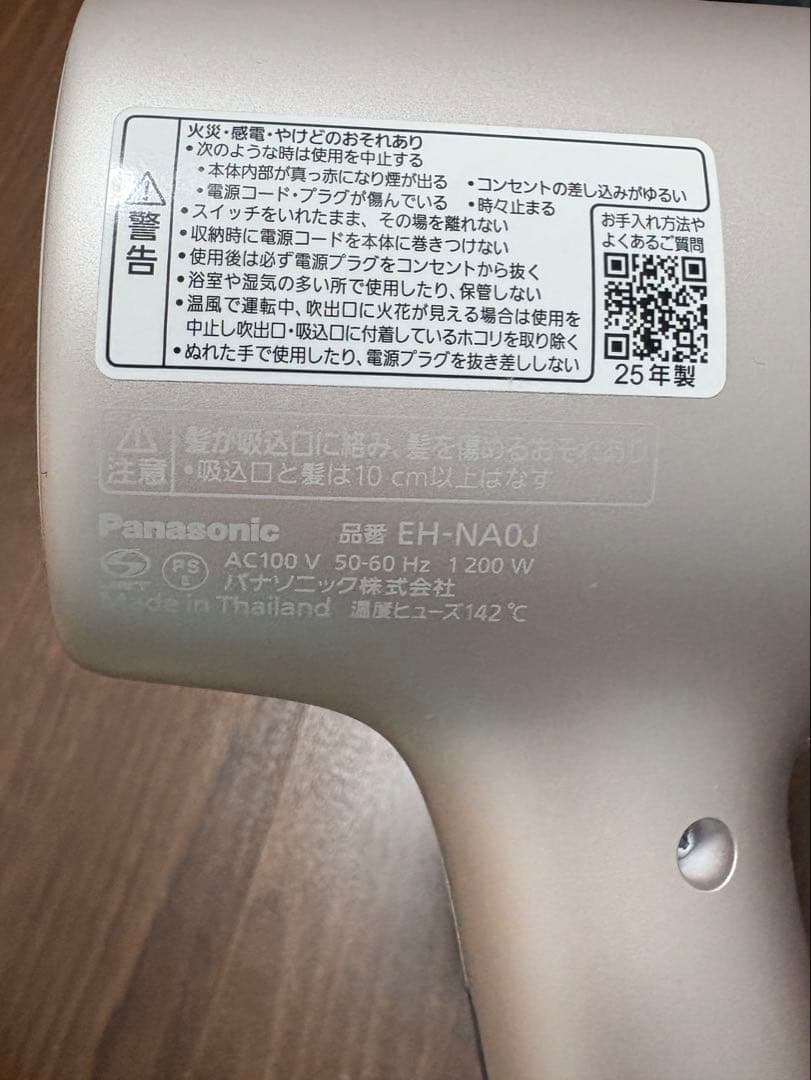 警告
火災・感電・やけどのおそれあり
•次のような時は使用を中止する
•本体内部が真っ赤になり煙が出る •コンセントの差し込みがゆるい
•電源コード・プラグが傷んでいる •時々止まる
•スイッチをいれたまま、その場を離れない
•収納時に電源コードを本体に巻きつけない
•使用後は必ず電源プラグをコンセントから抜く
•浴室や湿気の多い所で使用したり、保管しない
•温風で運転中、吹出口に火花が見える場合は使用を
中止し吹出口・吸込口に付着しているホコリを取り除く
•ぬれた手で使用したり、電源プラグを抜き差ししない
お手入れ方法や
よくあるご質問
25年製
注意
髪が吸込口に絡み、髪を傷めるおそれあり
•吸込口と髪は10 cm以上はなす
Panasonic 品番 EH-NA0J
PS E AC100 V 50-60 Hz 1200 W
パナソニック株式会社
Made in Thailand 温度ヒューズ142℃